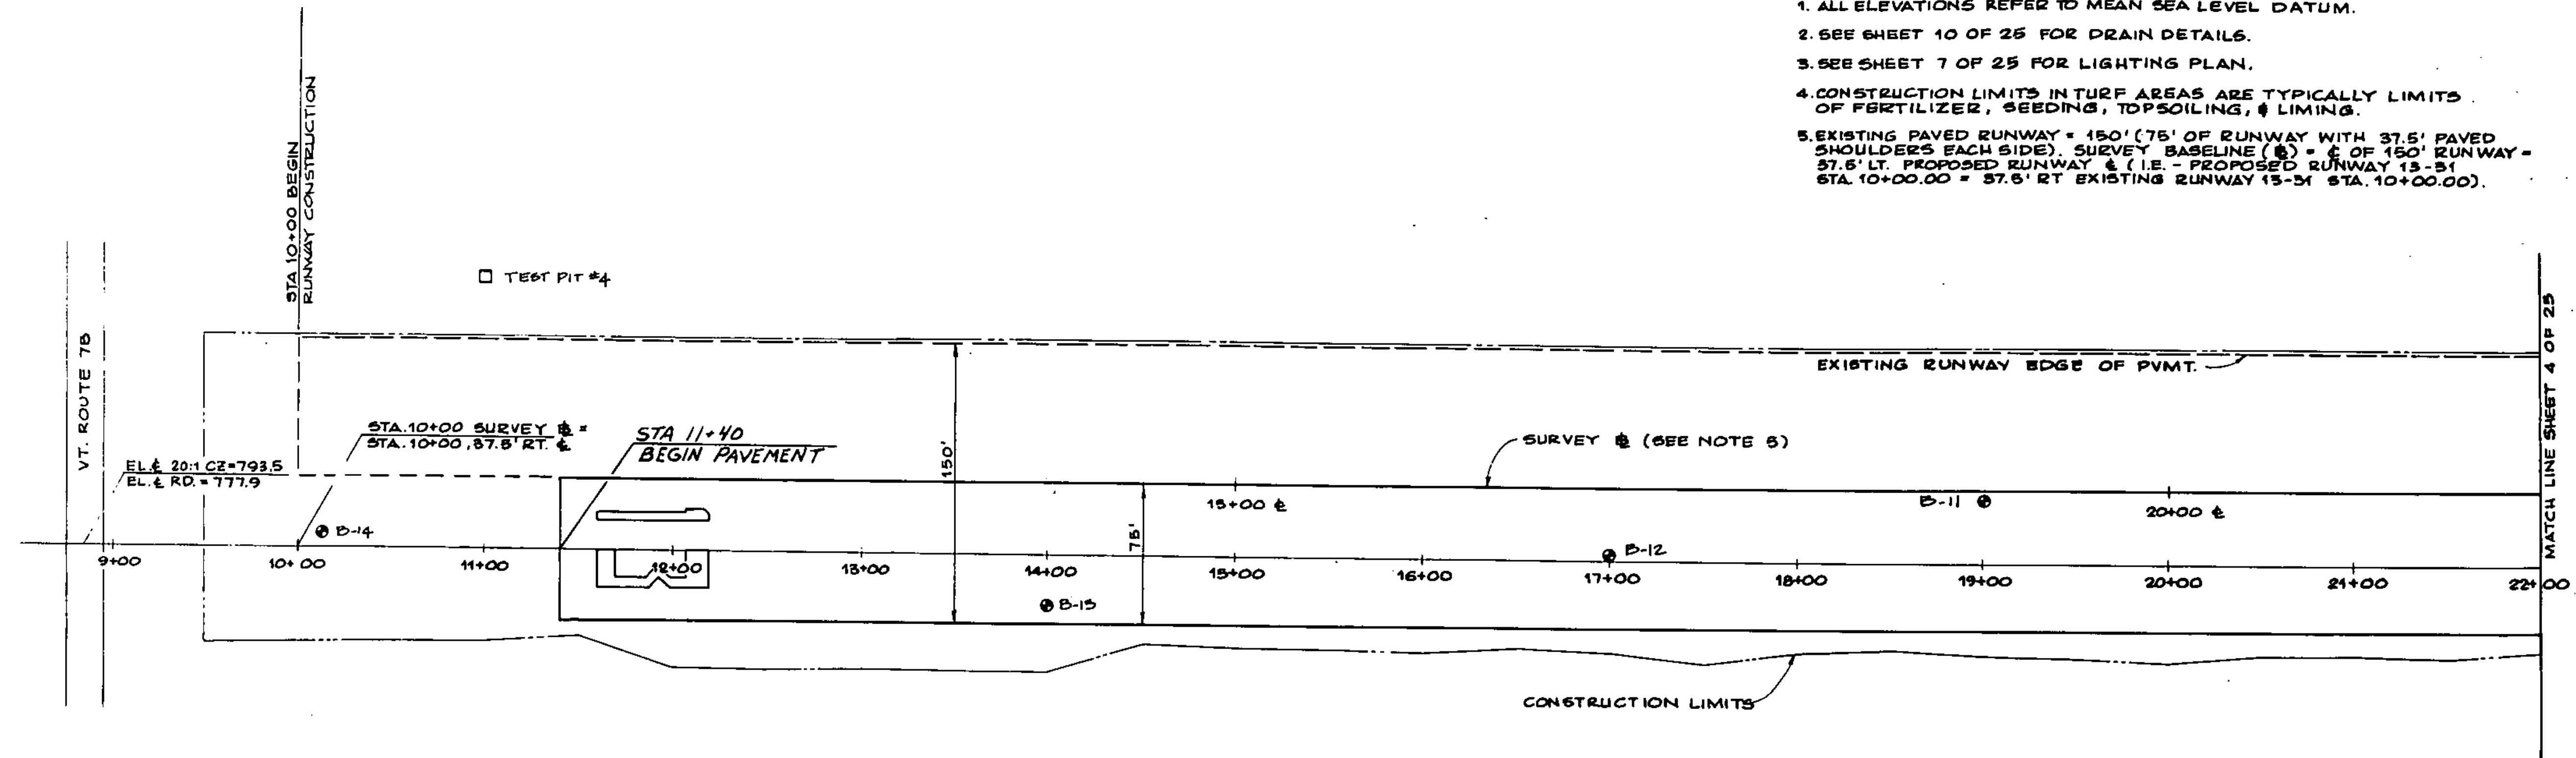 1. ALL ELEVATIONS REFER TO MEAN SEA LEVEL DATUM.
2. SEE SHEET 10 OF 25 FOR DRAIN DETAILS.
3. SEE SHEET 7 OF 25 FOR LIGHTING PLAN.
4. CONSTRUCTION LIMITS IN TURF AREAS ARE TYPICALLY LIMITS
OF FERTILIZER, SEEDING, TOPSOILING, & LIMING.
5. EXISTING PAVED RUNWAY = 150' (75' OF RUNWAY WITH 37.5' PAVED
SHOULDERS EACH SIDE). SURVEY BASELINE (℄) = ℄ OF 150' RUNWAY =
37.5' LT. PROPOSED RUNWAY ℄ (I.E. - PROPOSED RUNWAY 13-31
STA. 10+00.00 = 37.5' RT EXISTING RUNWAY 13-31 STA. 10+00.00).
STA 10+00 BEGIN
RUNWAY CONSTRUCTION
TEST PIT #4
VT. ROUTE 7B
EXISTING RUNWAY EDGE OF PVMT.
MATCH LINE SHEET 4 OF 25
STA. 10+00 SURVEY ℄ =
STA. 10+00, 37.5' RT. ℄
STA 11+40
BEGIN PAVEMENT
150'
SURVEY ℄ (SEE NOTE 5)
EL. ℄ 20:1 CZ=793.5
EL. ℄ RD. = 777.9
75'
15+00 ℄
B-11
20+00 ℄
B-14
B-12
9+00
10+00
11+00
12+00
13+00
14+00
15+00
16+00
17+00
18+00
19+00
20+00
21+00
22+00
B-13
CONSTRUCTION LIMITS